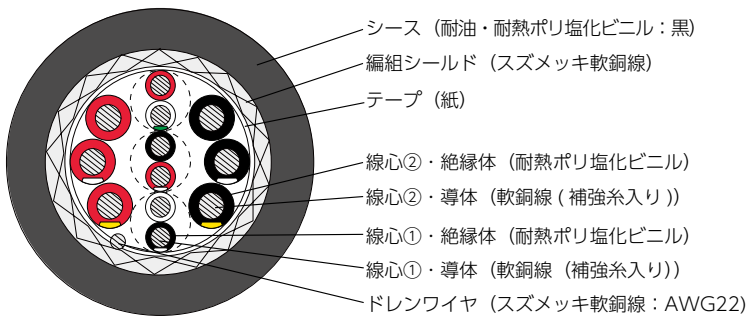 シース（耐油・耐熱ポリ塩化ビニル：黒）
編組シールド（スズメッキ軟銅線）
テープ（紙）
線心②・絶縁体（耐熱ポリ塩化ビニル）
線心②・導体（軟銅線 ( 補強糸入り ))
線心①・絶縁体（耐熱ポリ塩化ビニル）
線心①・導体（軟銅線（補強糸入り））
ドレンワイヤ（スズメッキ軟銅線：AWG22)